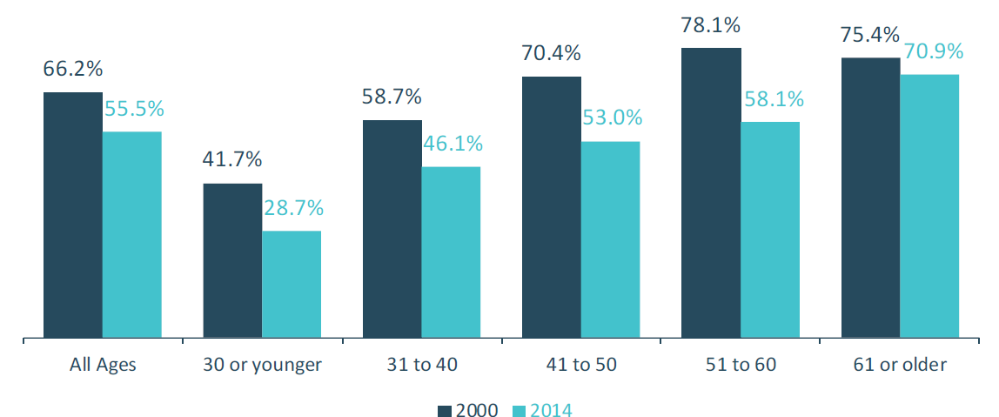 66.2%
55.5%
41.7%
28.7%
58.7%
46.1%
70.4%
53.0%
78.1%
58.1%
75.4%
70.9%
All Ages
30 or younger
31 to 40
41 to 50
51 to 60
61 or older
2000 2014